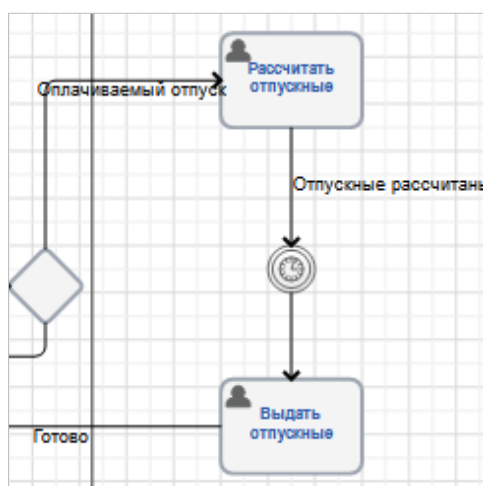 Рассчитать
отпускные
Оплачиваемый отпуск
Отпускные рассчитаны
Выдать
отпускные
Готово